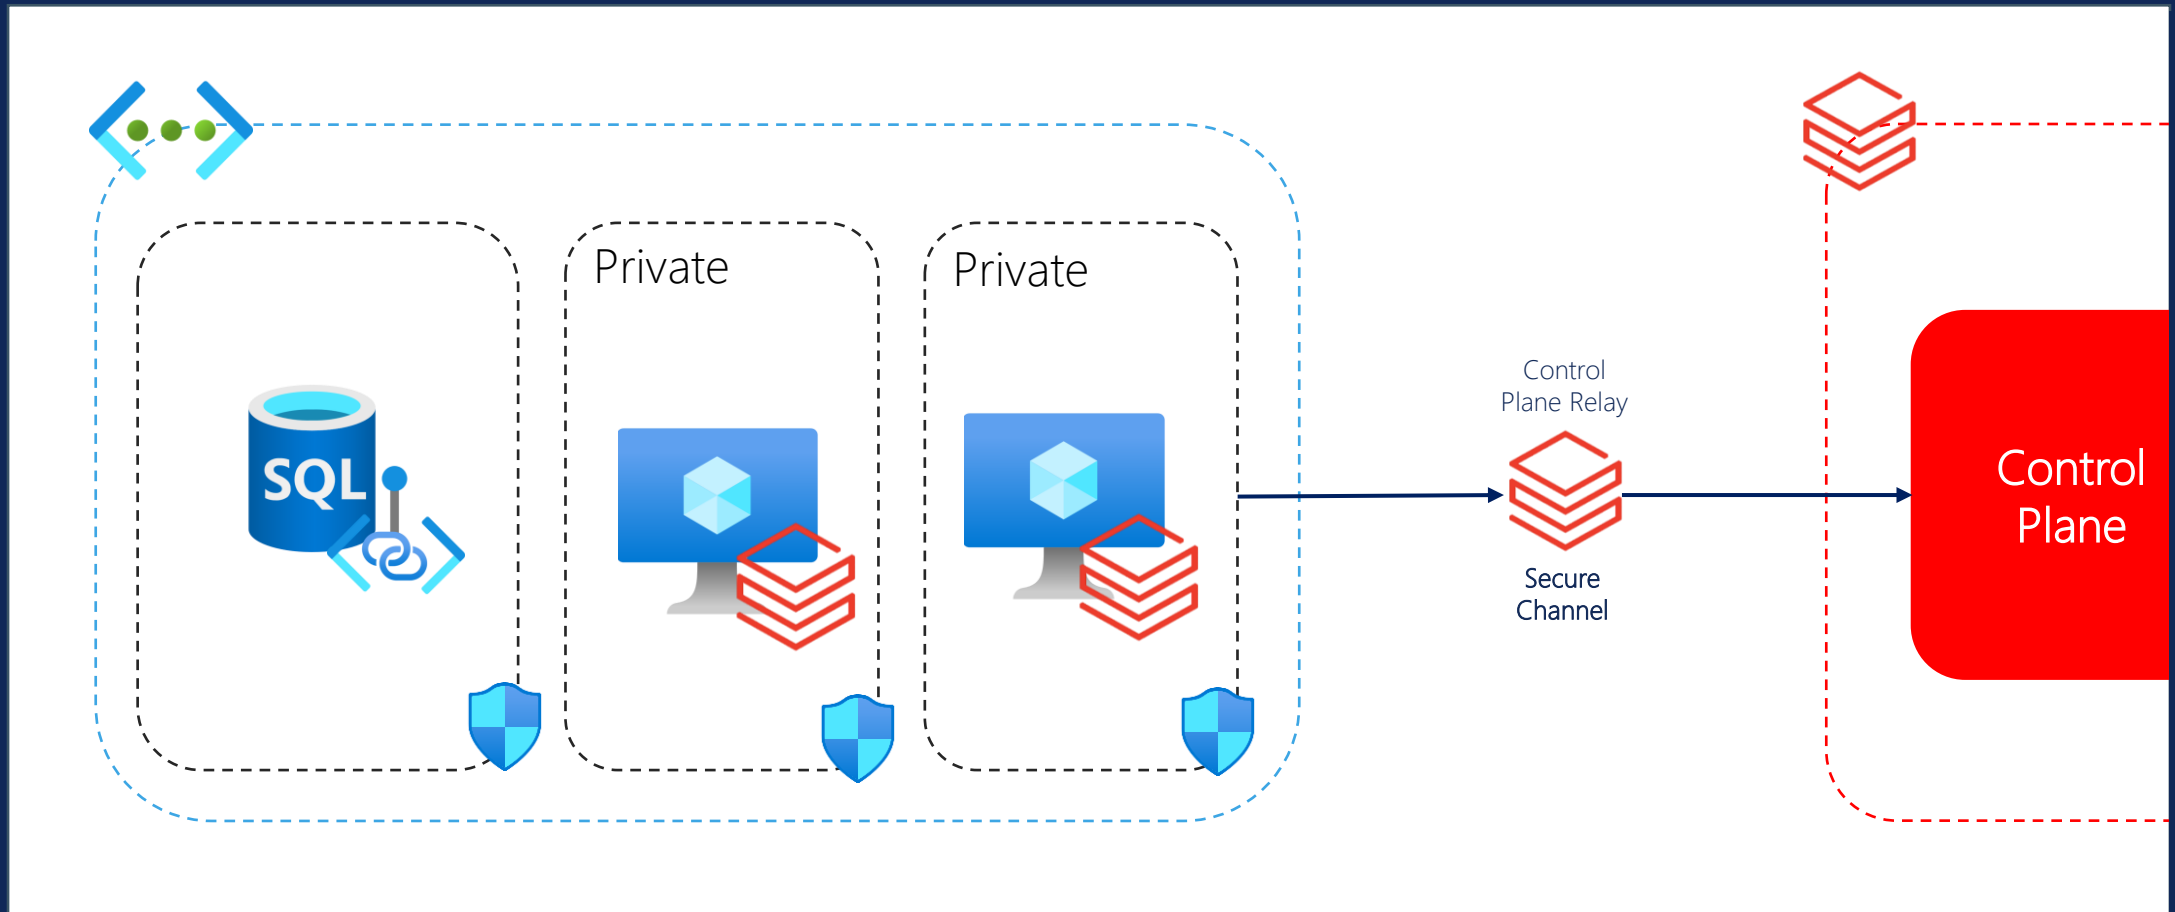 Private
Private
SQL
Control
Plane Relay
Secure
Channel
Control
Plane